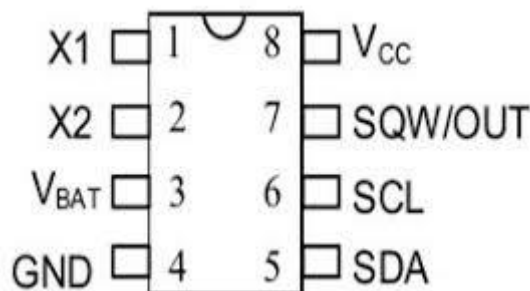 X1 1 8 VCC
X2 2 7 SQW/OUT
VBAT 3 6 SCL
GND 4 5 SDA